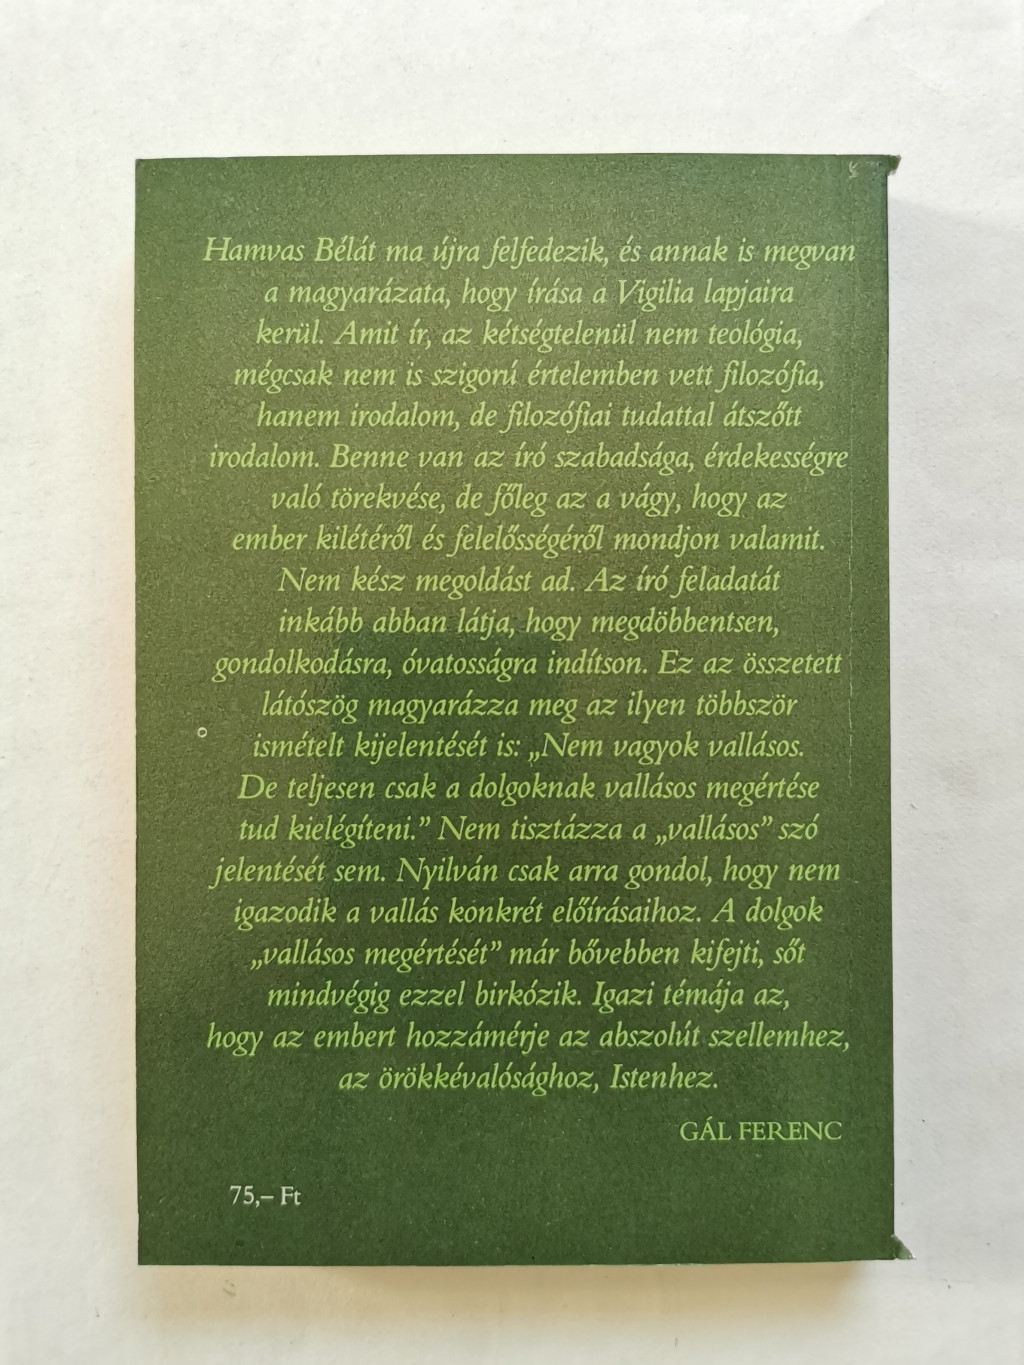 Hamvas Bélát ma újra felfedezik, és annak is megvan
a magyarázata, hogy írása a Vigilia lapjaira
kerül. Amit ír, az kétségtelenül nem teológia,
mégcsak nem is szigorú értelemben vett filozófia,
hanem irodalom, de filozófiai tudattal átszőtt
irodalom. Benne van az író szabadsága, érdekességre
való törekvése, de főleg az a vágy, hogy az
ember kilétéről és felelősségéről mondjon valamit.
Nem kész megoldást ad. Az író feladatát
inkább abban látja, hogy megdöbbentsen,
gondolkodásra, óvatosságra indítson. Ez az összetett
látószög magyarázza meg az ilyen többször
ismételt kijelentését is: „Nem vagyok vallásos.
De teljesen csak a dolgoknak vallásos megértése
tud kielégíteni.” Nem tisztázza a „vallásos” szó
jelentését sem. Nyilván csak arra gondol, hogy nem
igazodik a vallás konkrét előírásaihoz. A dolgok
„vallásos megértését” már bővebben kifejti, sőt
mindvégig ezzel birkózik. Igazi témája az,
hogy az embert hozzámérje az abszolút szellemhez,
az örökkévalósághoz, Istenhez.
GÁL FERENC
75,– Ft